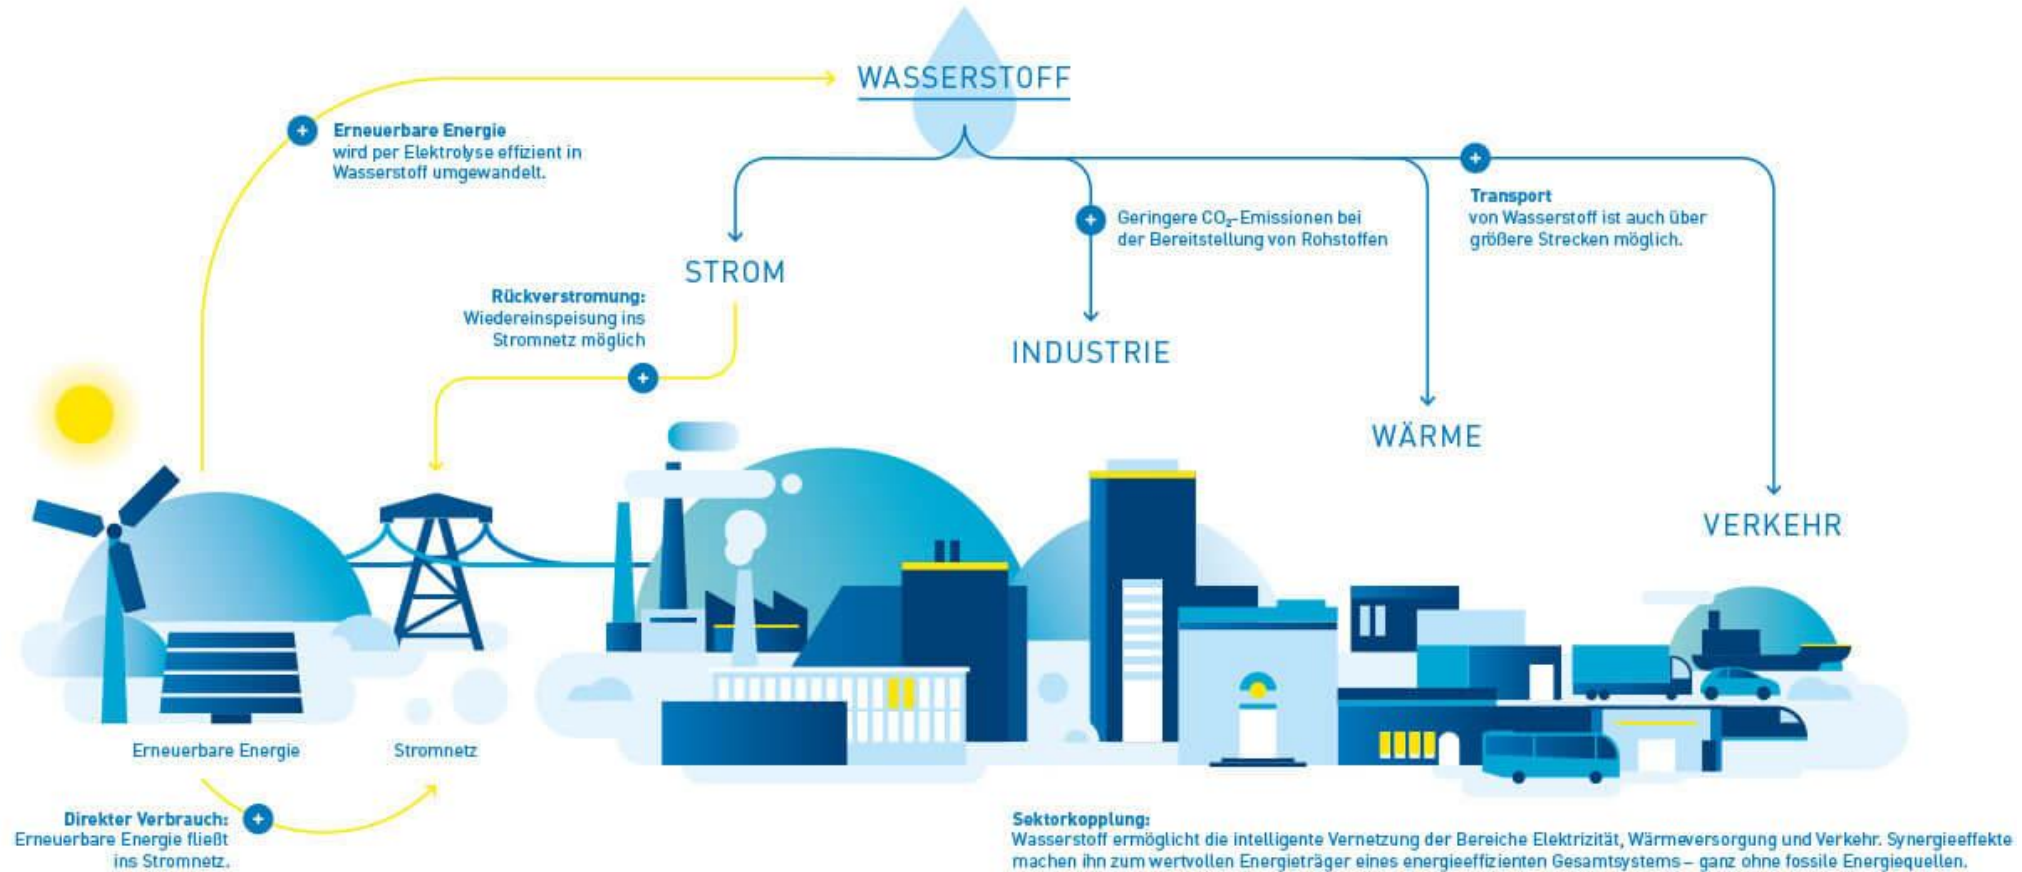 WASSERSTOFF
Erneuerbare Energie
wird per Elektrolyse effizient in
Wasserstoff umgewandelt.
Transport
von Wasserstoff ist auch über
größere Strecken möglich.
Geringere CO₂-Emissionen bei
der Bereitstellung von Rohstoffen
STROM
Rückverstromung:
Wiedereinspeisung ins
Stromnetz möglich
INDUSTRIE
WÄRME
VERKEHR
Erneuerbare Energie
Stromnetz
Direkter Verbrauch:
Erneuerbare Energie fließt
ins Stromnetz.
Sektorkopplung:
Wasserstoff ermöglicht die intelligente Vernetzung der Bereiche Elektrizität, Wärmeversorgung und Verkehr. Synergieeffekte
machen ihn zum wertvollen Energieträger eines energieeffizienten Gesamtsystems – ganz ohne fossile Energiequellen.